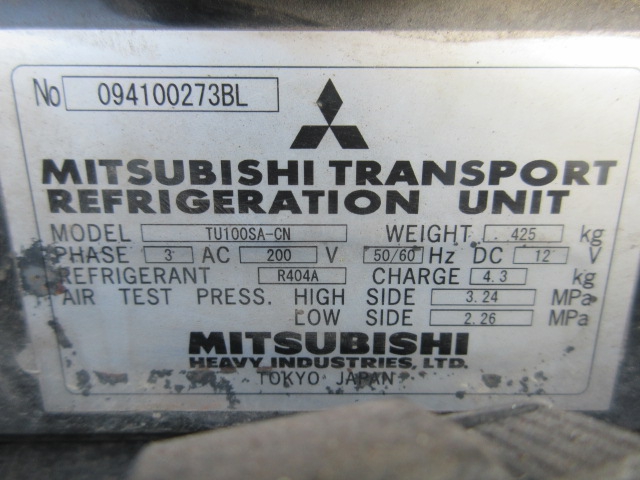 No 094100273BL
MITSUBISHI TRANSPORT
REFRIGERATION UNIT
MODEL TU100SA-CN WEIGHT 425 kg
PHASE 3 AC 200 V 50/60 Hz DC 12 V
REFRIGERANT R404A CHARGE 4.3 kg
AIR TEST PRESS. HIGH SIDE 3.24 MPa
LOW SIDE 2.26 MPa
MITSUBISHI
HEAVY INDUSTRIES, LTD.
TOKYO JAPAN